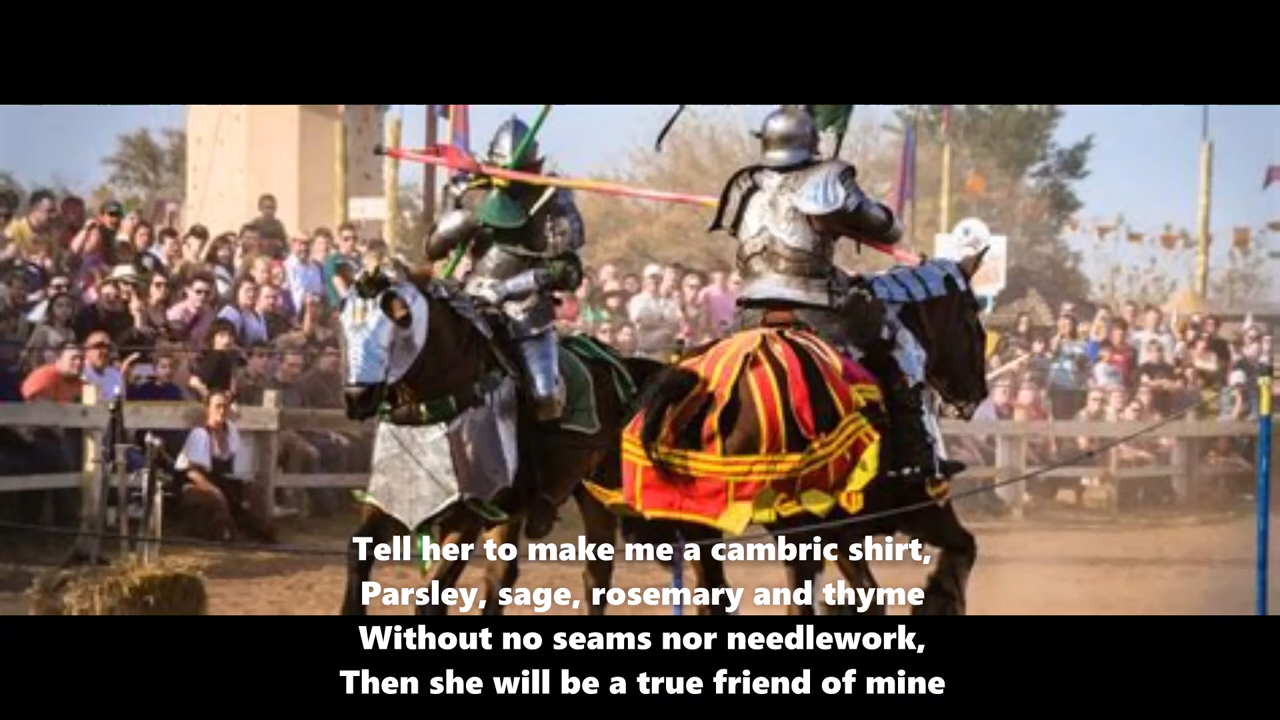 Tell her to make me a cambric shirt,
Parsley, sage, rosemary and thyme
Without no seams nor needlework,
Then she will be a true friend of mine